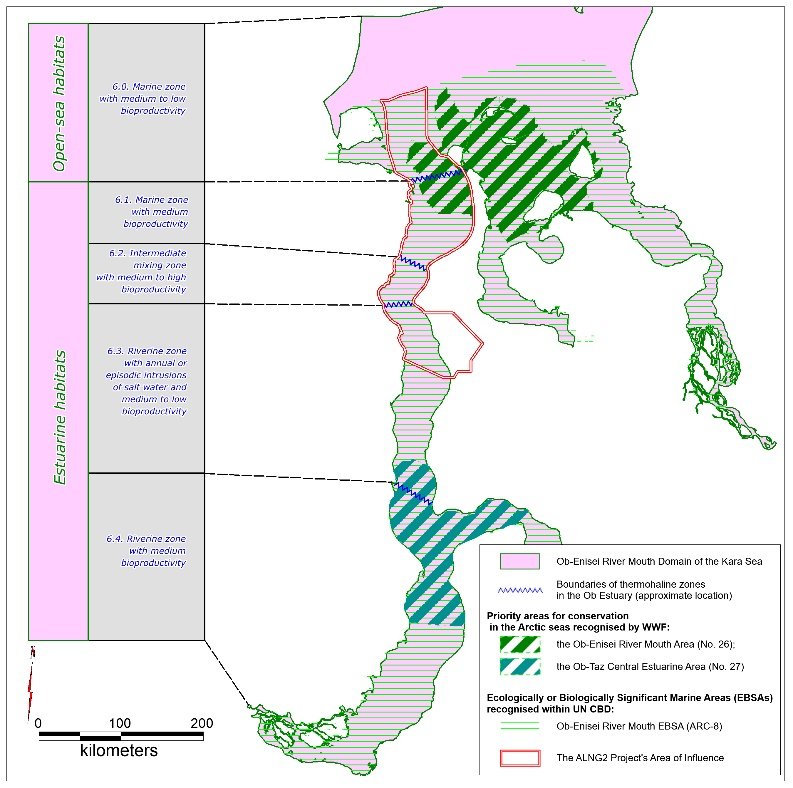 Open-sea habitats
6.0. Marine zone
with medium to low
bioproductivity
Estuarine habitats
6.1. Marine zone
with medium
bioproductivity
6.2. Intermediate
mixing zone
with medium to high
bioproductivity
6.3. Riverine zone
with annual or
episodic intrusions
of salt water and
medium to low
bioproductivity
6.4. Riverine zone
with medium
bioproductivity
0 100 200
kilometers
Ob-Enisei River Mouth Domain of the Kara Sea
Boundaries of thermohaline zones
in the Ob Estuary (approximate location)
Priority areas for conservation
in the Arctic seas recognised by WWF:
the Ob-Enisei River Mouth Area (No. 26);
the Ob-Taz Central Estuarine Area (No. 27)
Ecologically or Biologically Significant Marine Areas (EBSAs)
recognised within UN CBD:
Ob-Enisei River Mouth EBSA (ARC-8)
The ALNG2 Project's Area of Influence